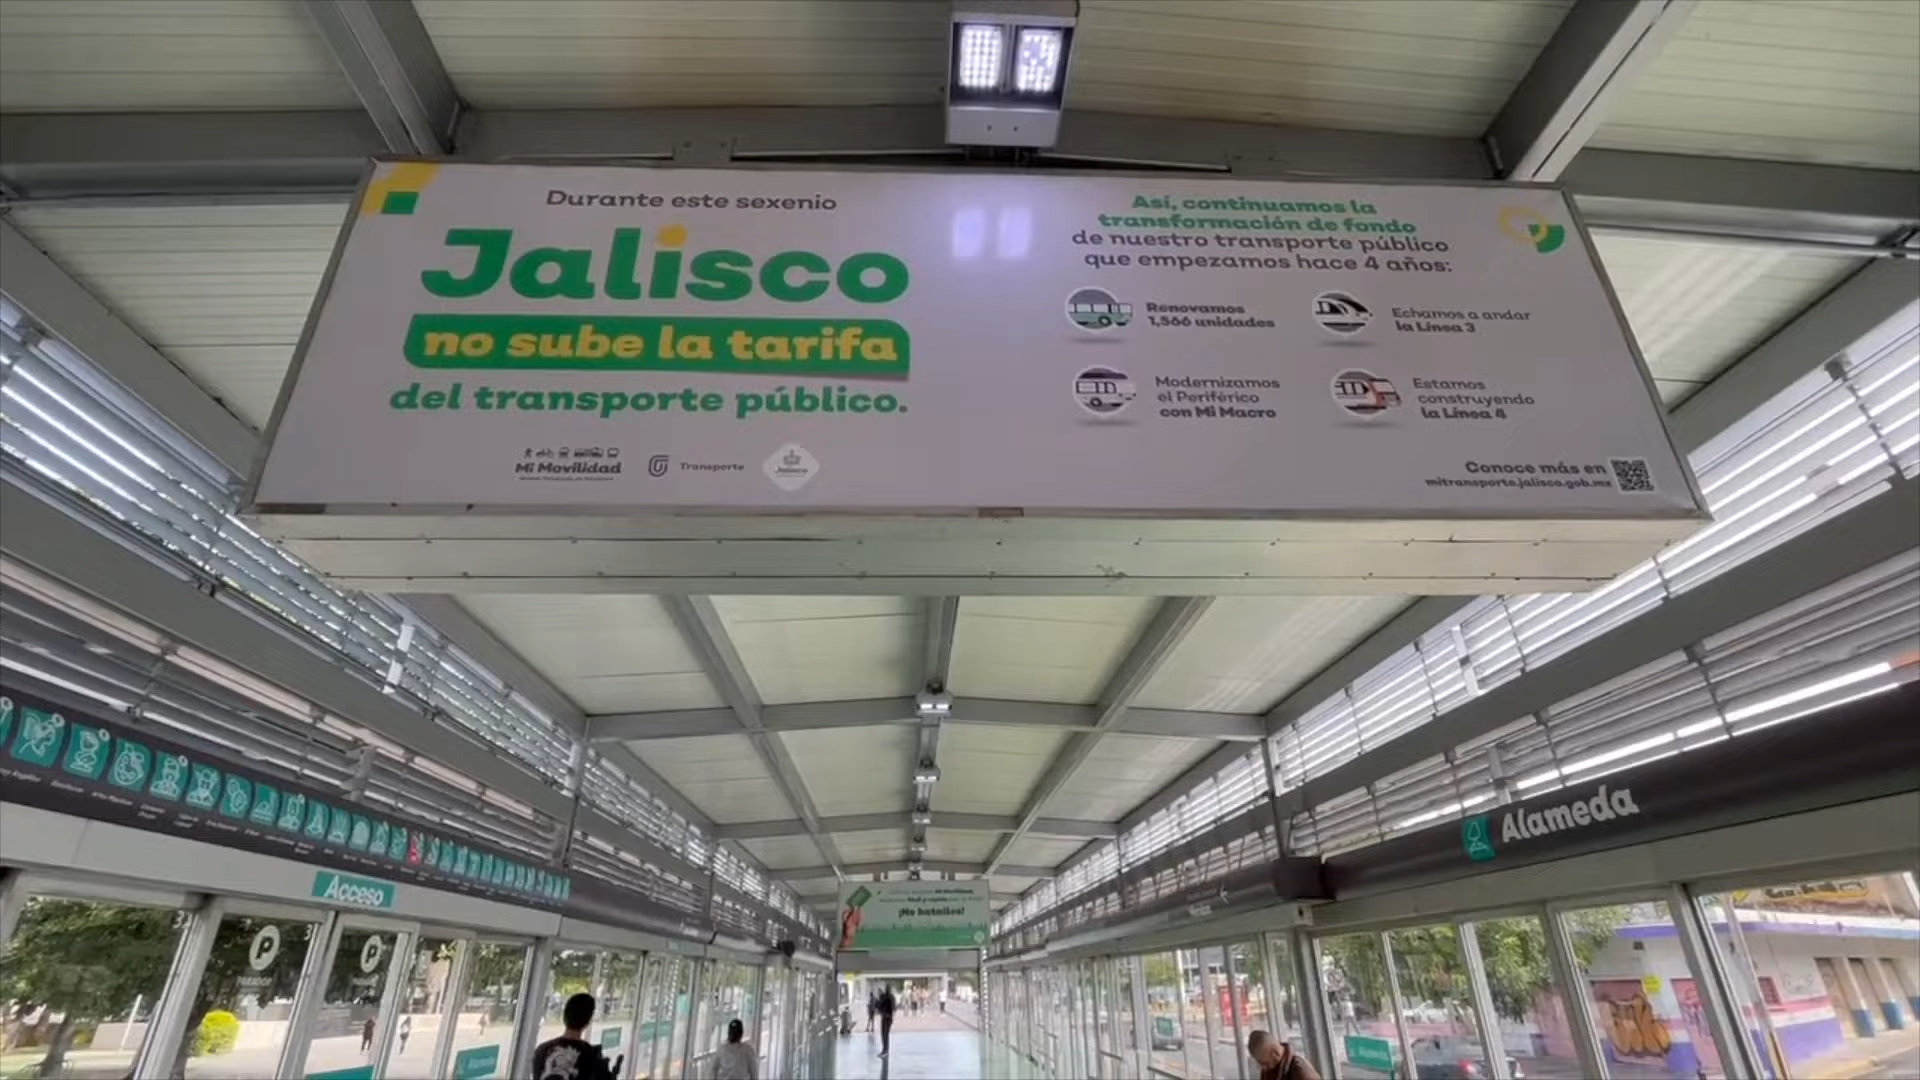 Durante este sexenio
Jalisco
no sube la tarifa
del transporte público.
Mi Movilidad
Transporte
Jalisco
Así, continuamos la
transformación de fondo
de nuestro transporte público
que empezamos hace 4 años:
Renovamos
1,566 unidades
Echamos a andar
la Línea 3
Modernizamos
el Periférico
con Mi Macro
Estamos
construyendo
la Línea 4
Conoce más en
mitransporte.jalisco.gob.mx
Acceso
Alameda
¡No batalles!
P
P
Alameda
Alameda